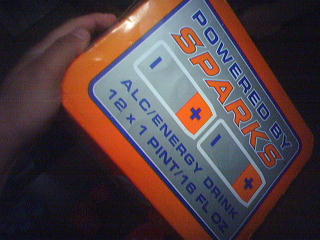 POWERED BY
SPARKS
- +
- +
ALC/ENERGY DRINK
12 x 1 PINT/16 FL OZ